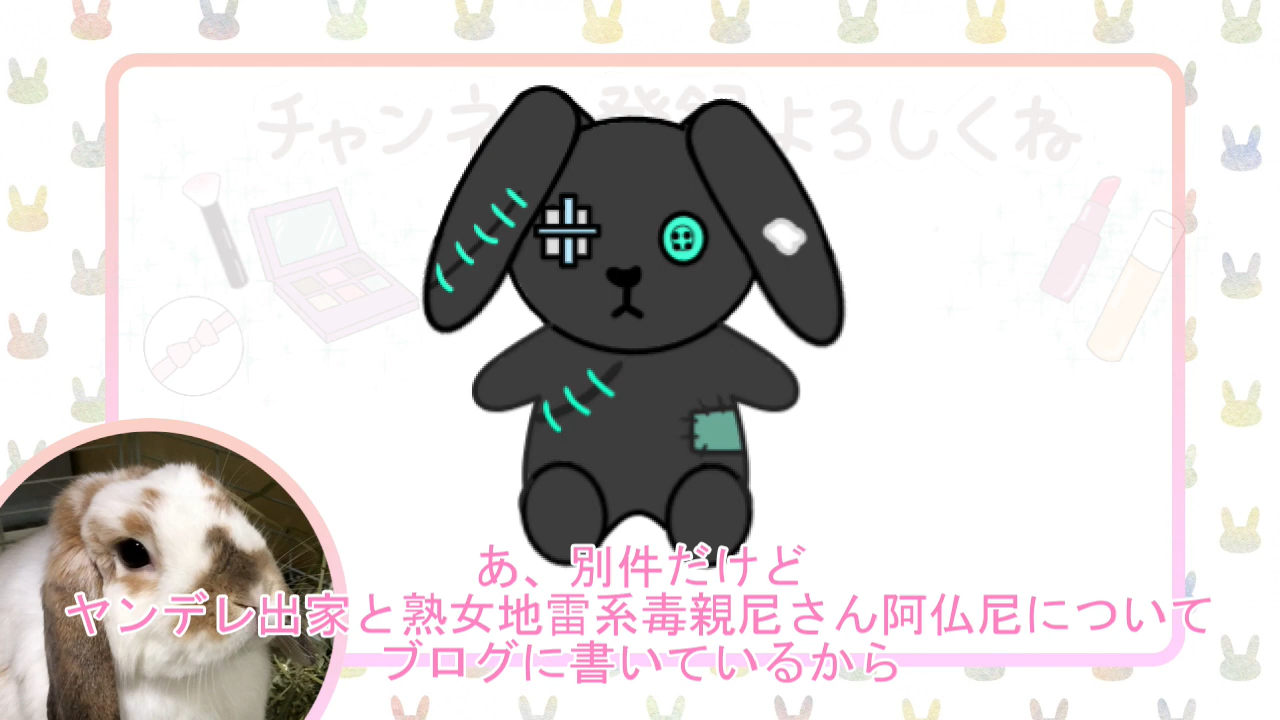 チャンネル登録よろしくね
あ、別件だけど
ヤンデレ出家と熟女地雷系毒親尼さん阿仏尼について
ブログに書いているから